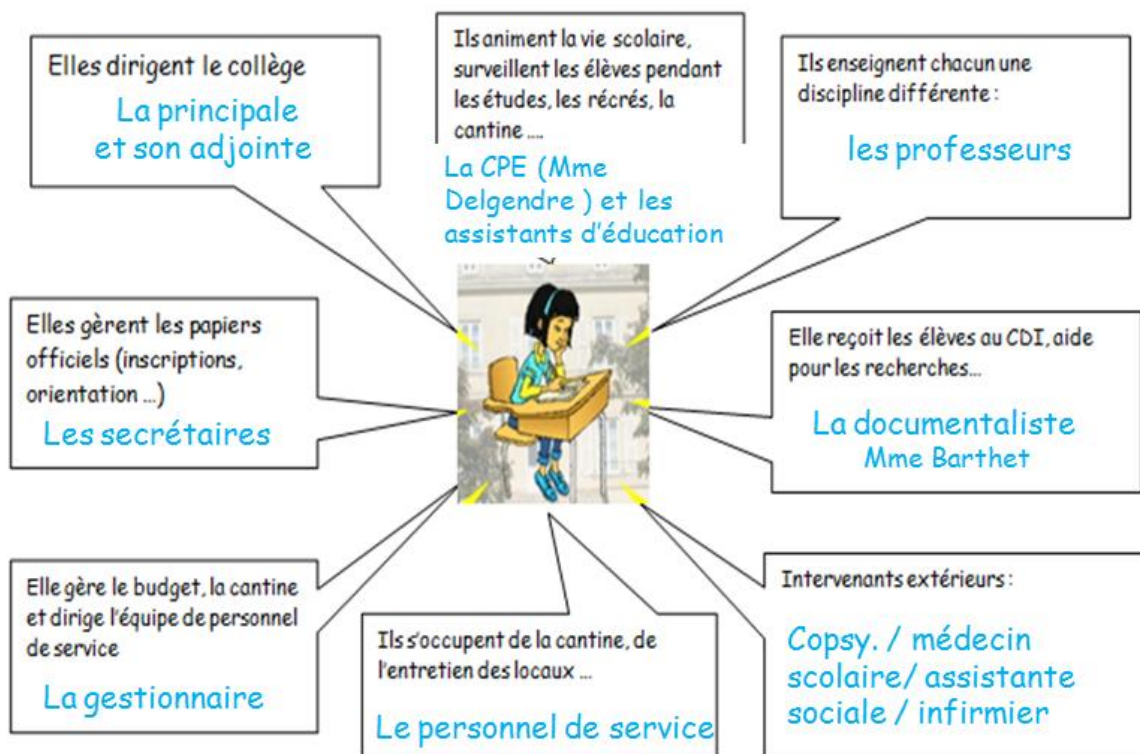 Elles dirigent le collège
La principale
et son adjointe
Ils animent la vie scolaire,
surveillent les élèves pendant
les études, les récrés, la
cantine ....
La CPE (Mme
Delgendre ) et les
assistants d'éducation
Ils enseignent chacun une
discipline différente :
les professeurs
Elles gèrent les papiers
officiels (inscriptions,
orientation ...)
Les secrétaires
Elle reçoit les élèves au CDI, aide
pour les recherches...
La documentaliste
Mme Barthet
Elle gère le budget, la cantine
et dirige l'équipe de personnel
de service
La gestionnaire
Ils s'occupent de la cantine, de
l'entretien des locaux ...
Le personnel de service
Intervenants extérieurs :
Copsy. / médecin
scolaire/ assistante
sociale / infirmier